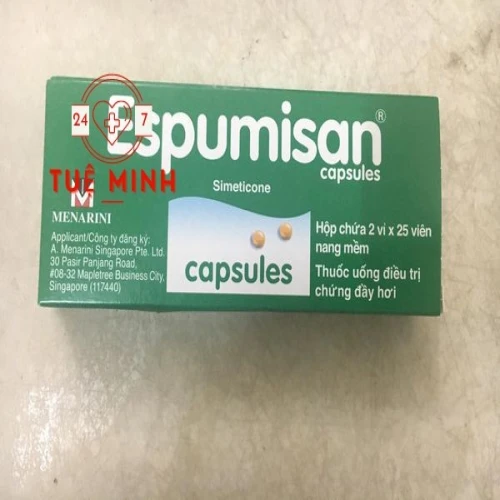 Espumisan®
capsules
24 7
TUỆ MINH
Simeticone
MENARINI
Applicant/Công ty đăng ký:
A. Menarini Singapore Pte. Ltd.
30 Pasir Panjang Road,
#08-32 Mapletree Business City,
Singapore (117440)
capsules
Hộp chứa 2 vỉ x 25 viên
nang mềm
Thuốc uống điều trị
chứng đầy hơi